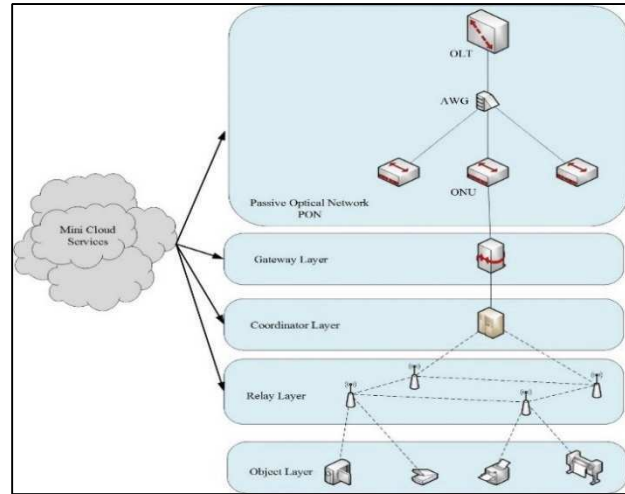 OLT
AWG
ONU
Passive Optical Network
PON
Mini Cloud
Services
Gateway Layer
Coordinator Layer
Relay Layer
Object Layer